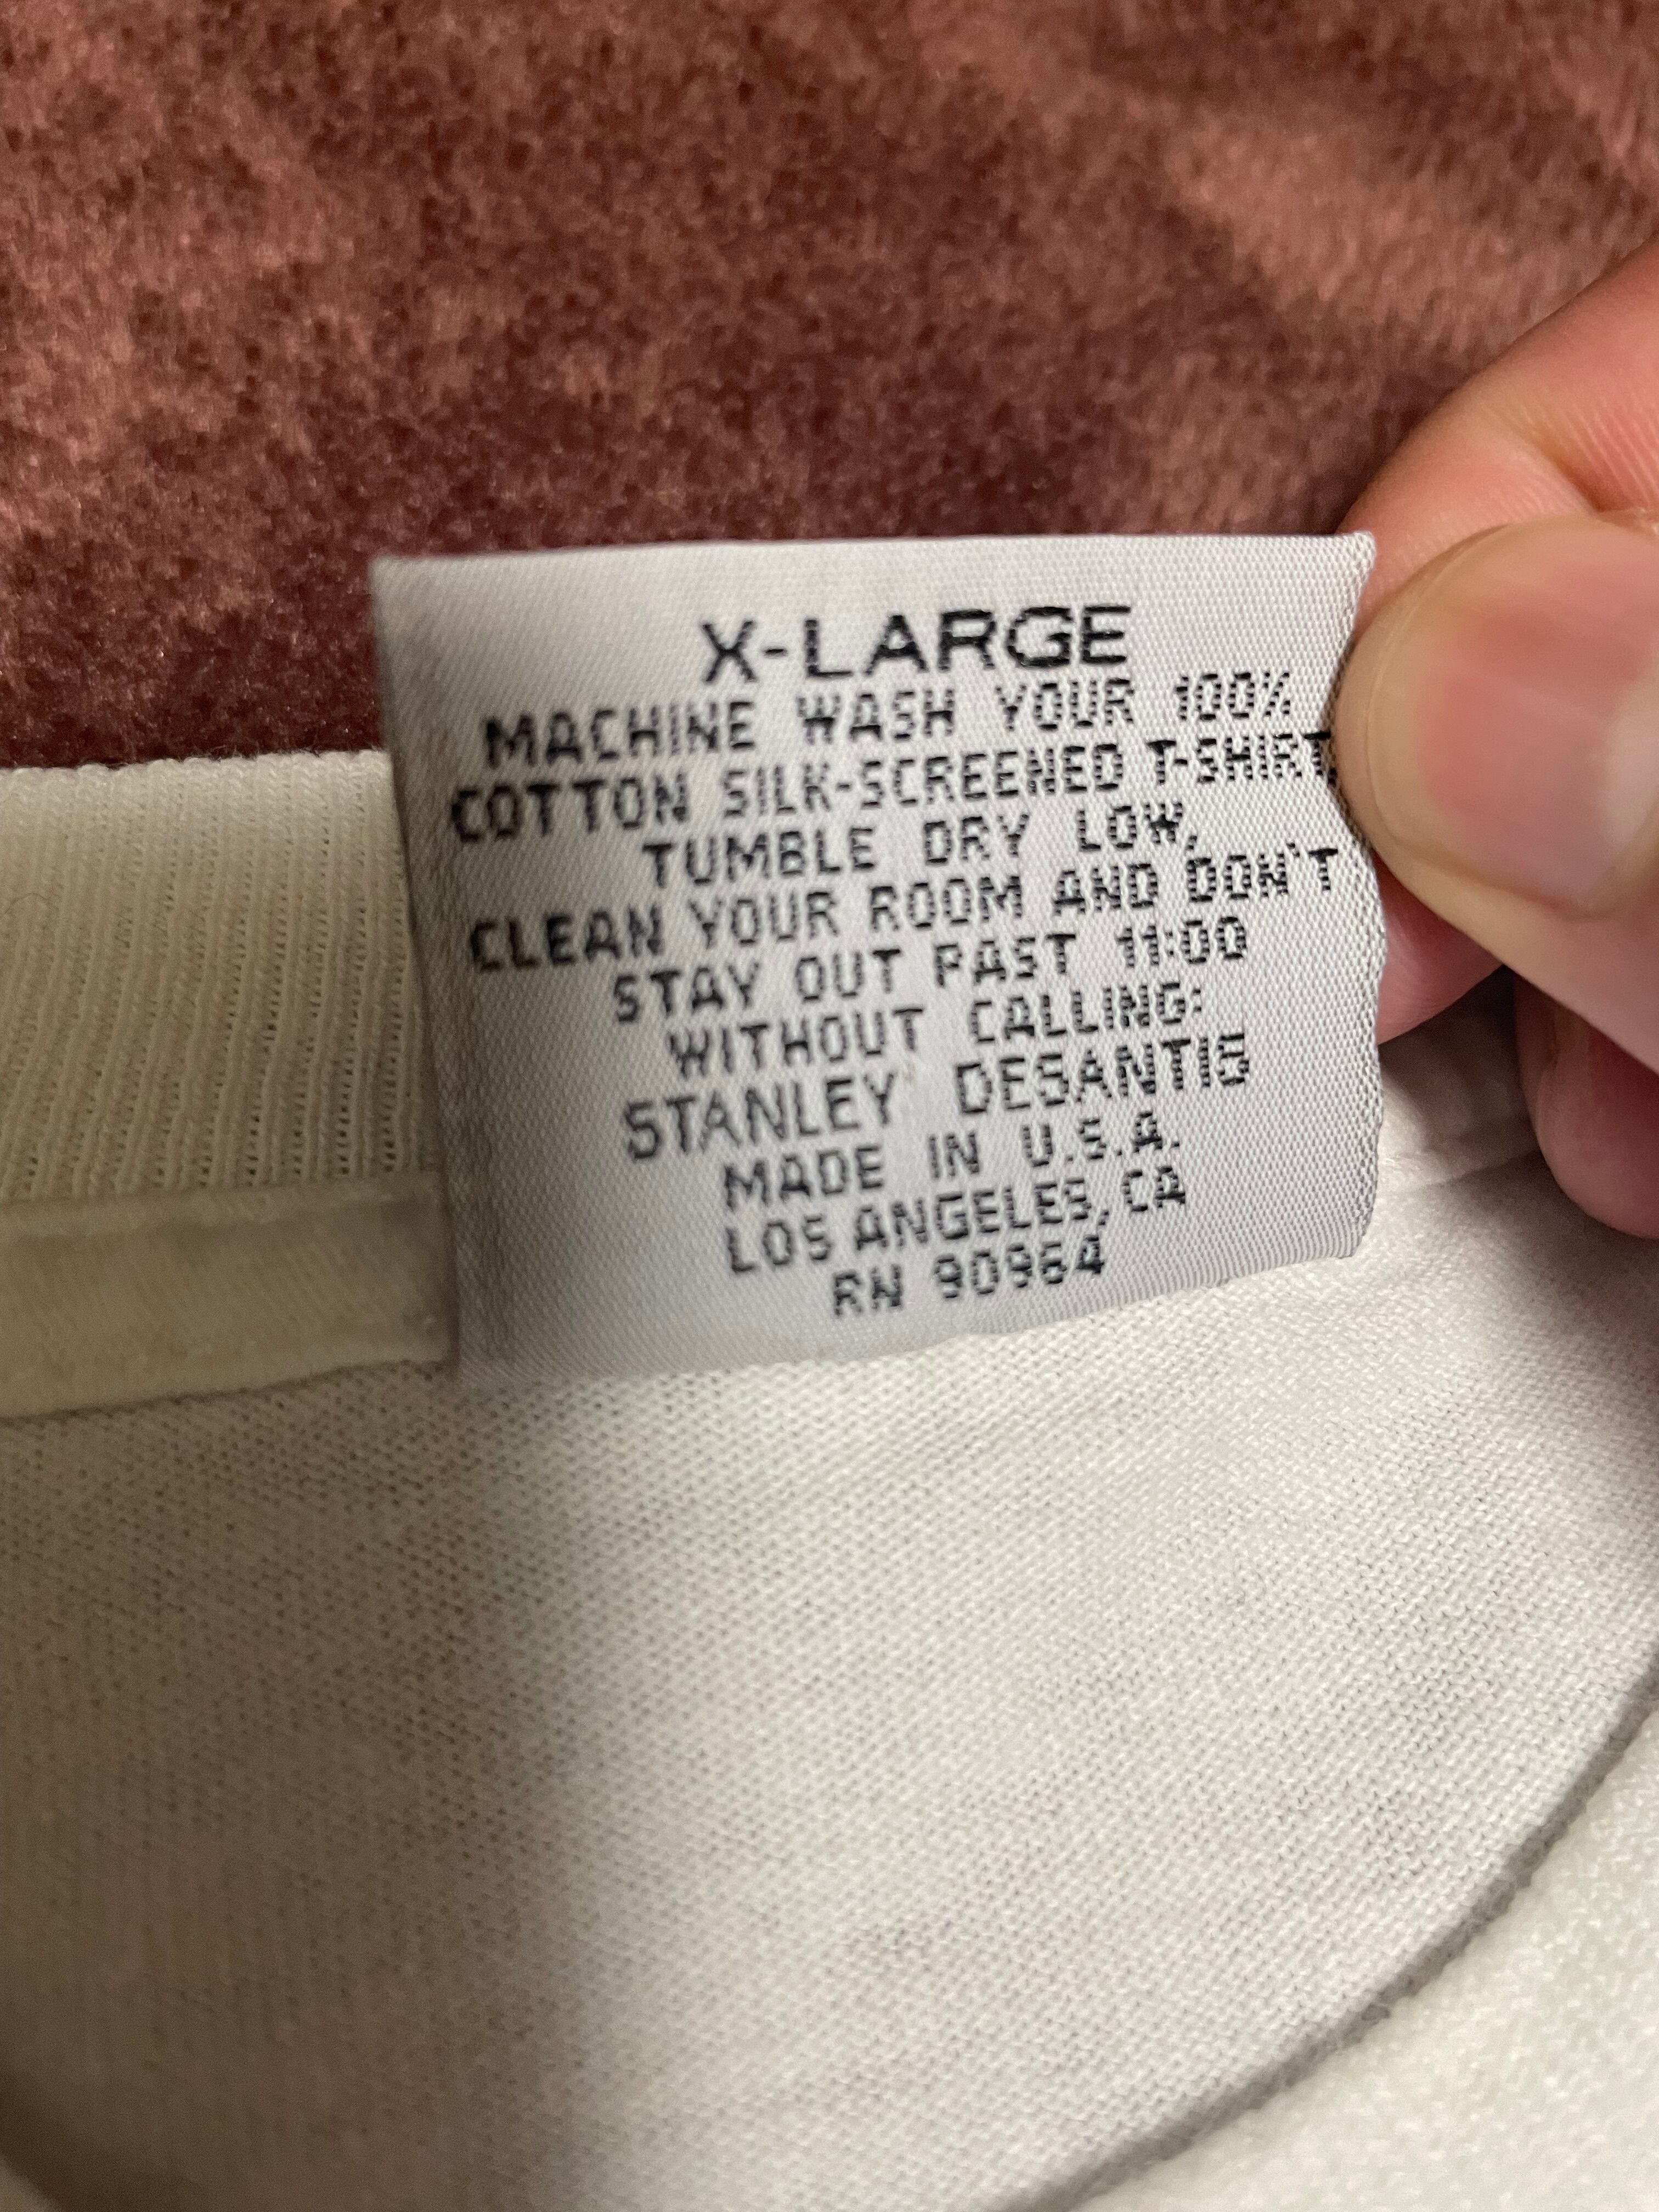 X-LARGE
MACHINE WASH YOUR 100%
COTTON SILK-SCREENED T-SHIRT,
TUMBLE DRY LOW,
CLEAN YOUR ROOM AND DON'T
STAY OUT PAST 11:00
WITHOUT CALLING:
STANLEY DESANTIS
MADE IN U.S.A.
LOS ANGELES, CA
RN 90964